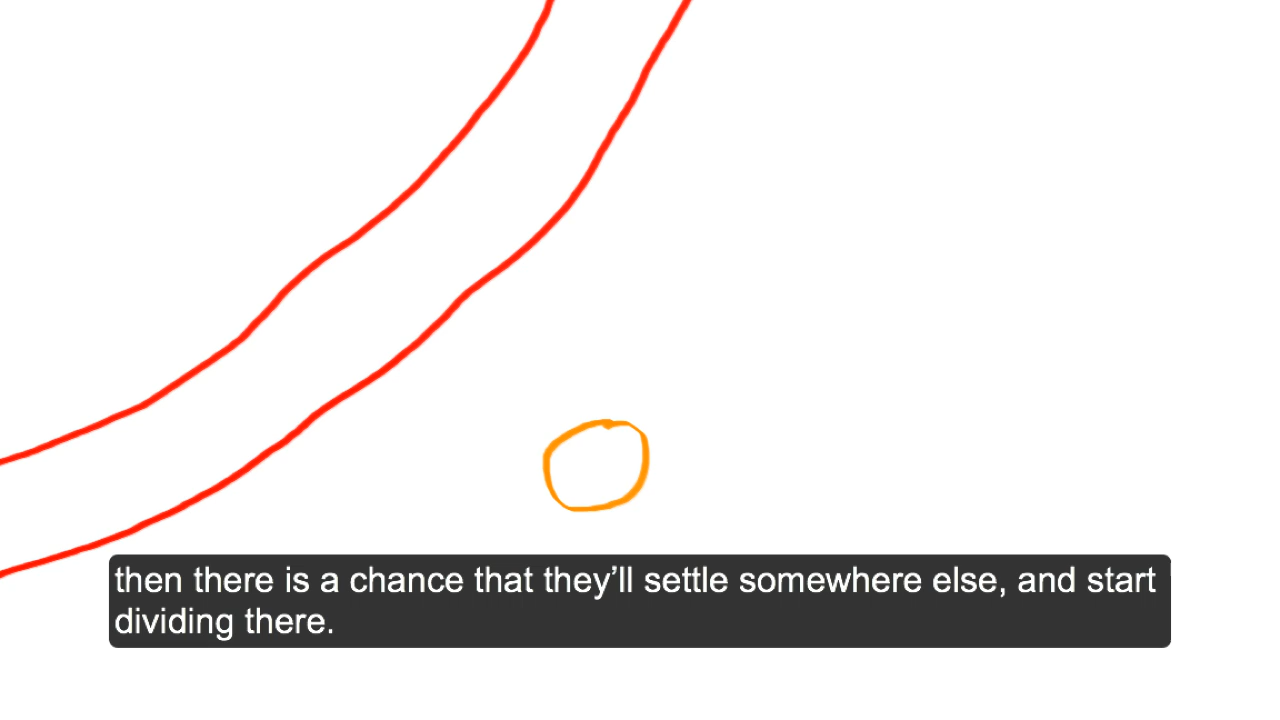 then there is a chance that they’ll settle somewhere else, and start
dividing there.